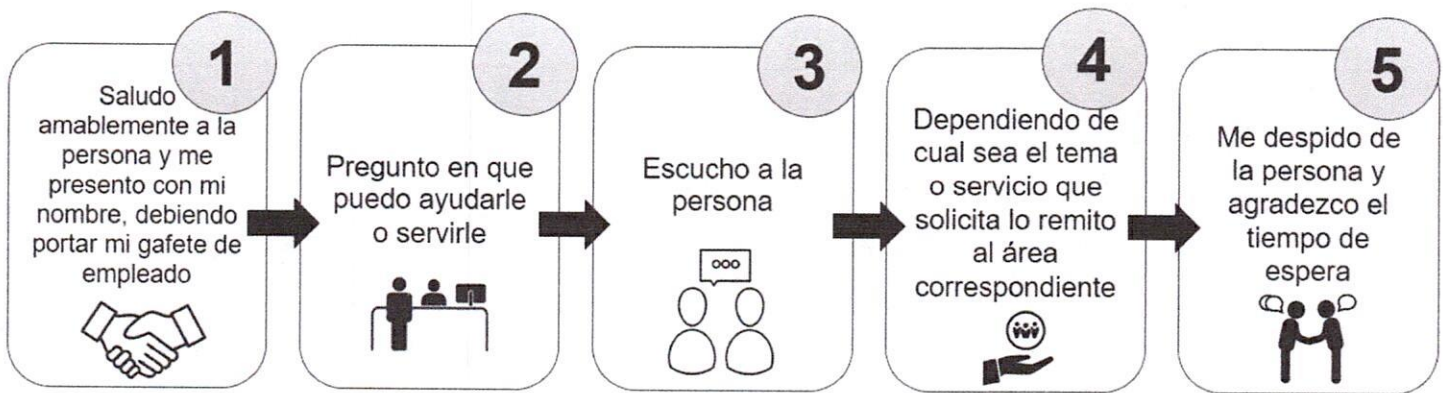 1
Saludo
amablemente a la
persona y me
presento con mi
nombre, debiendo
portar mi gafete de
empleado
2
Pregunto en que
puedo ayudarle
o servirle
3
Escucho a la
persona
4
Dependiendo de
cual sea el tema
o servicio que
solicita lo remito
al área
correspondiente
5
Me despido de
la persona y
agradezco el
tiempo de
espera